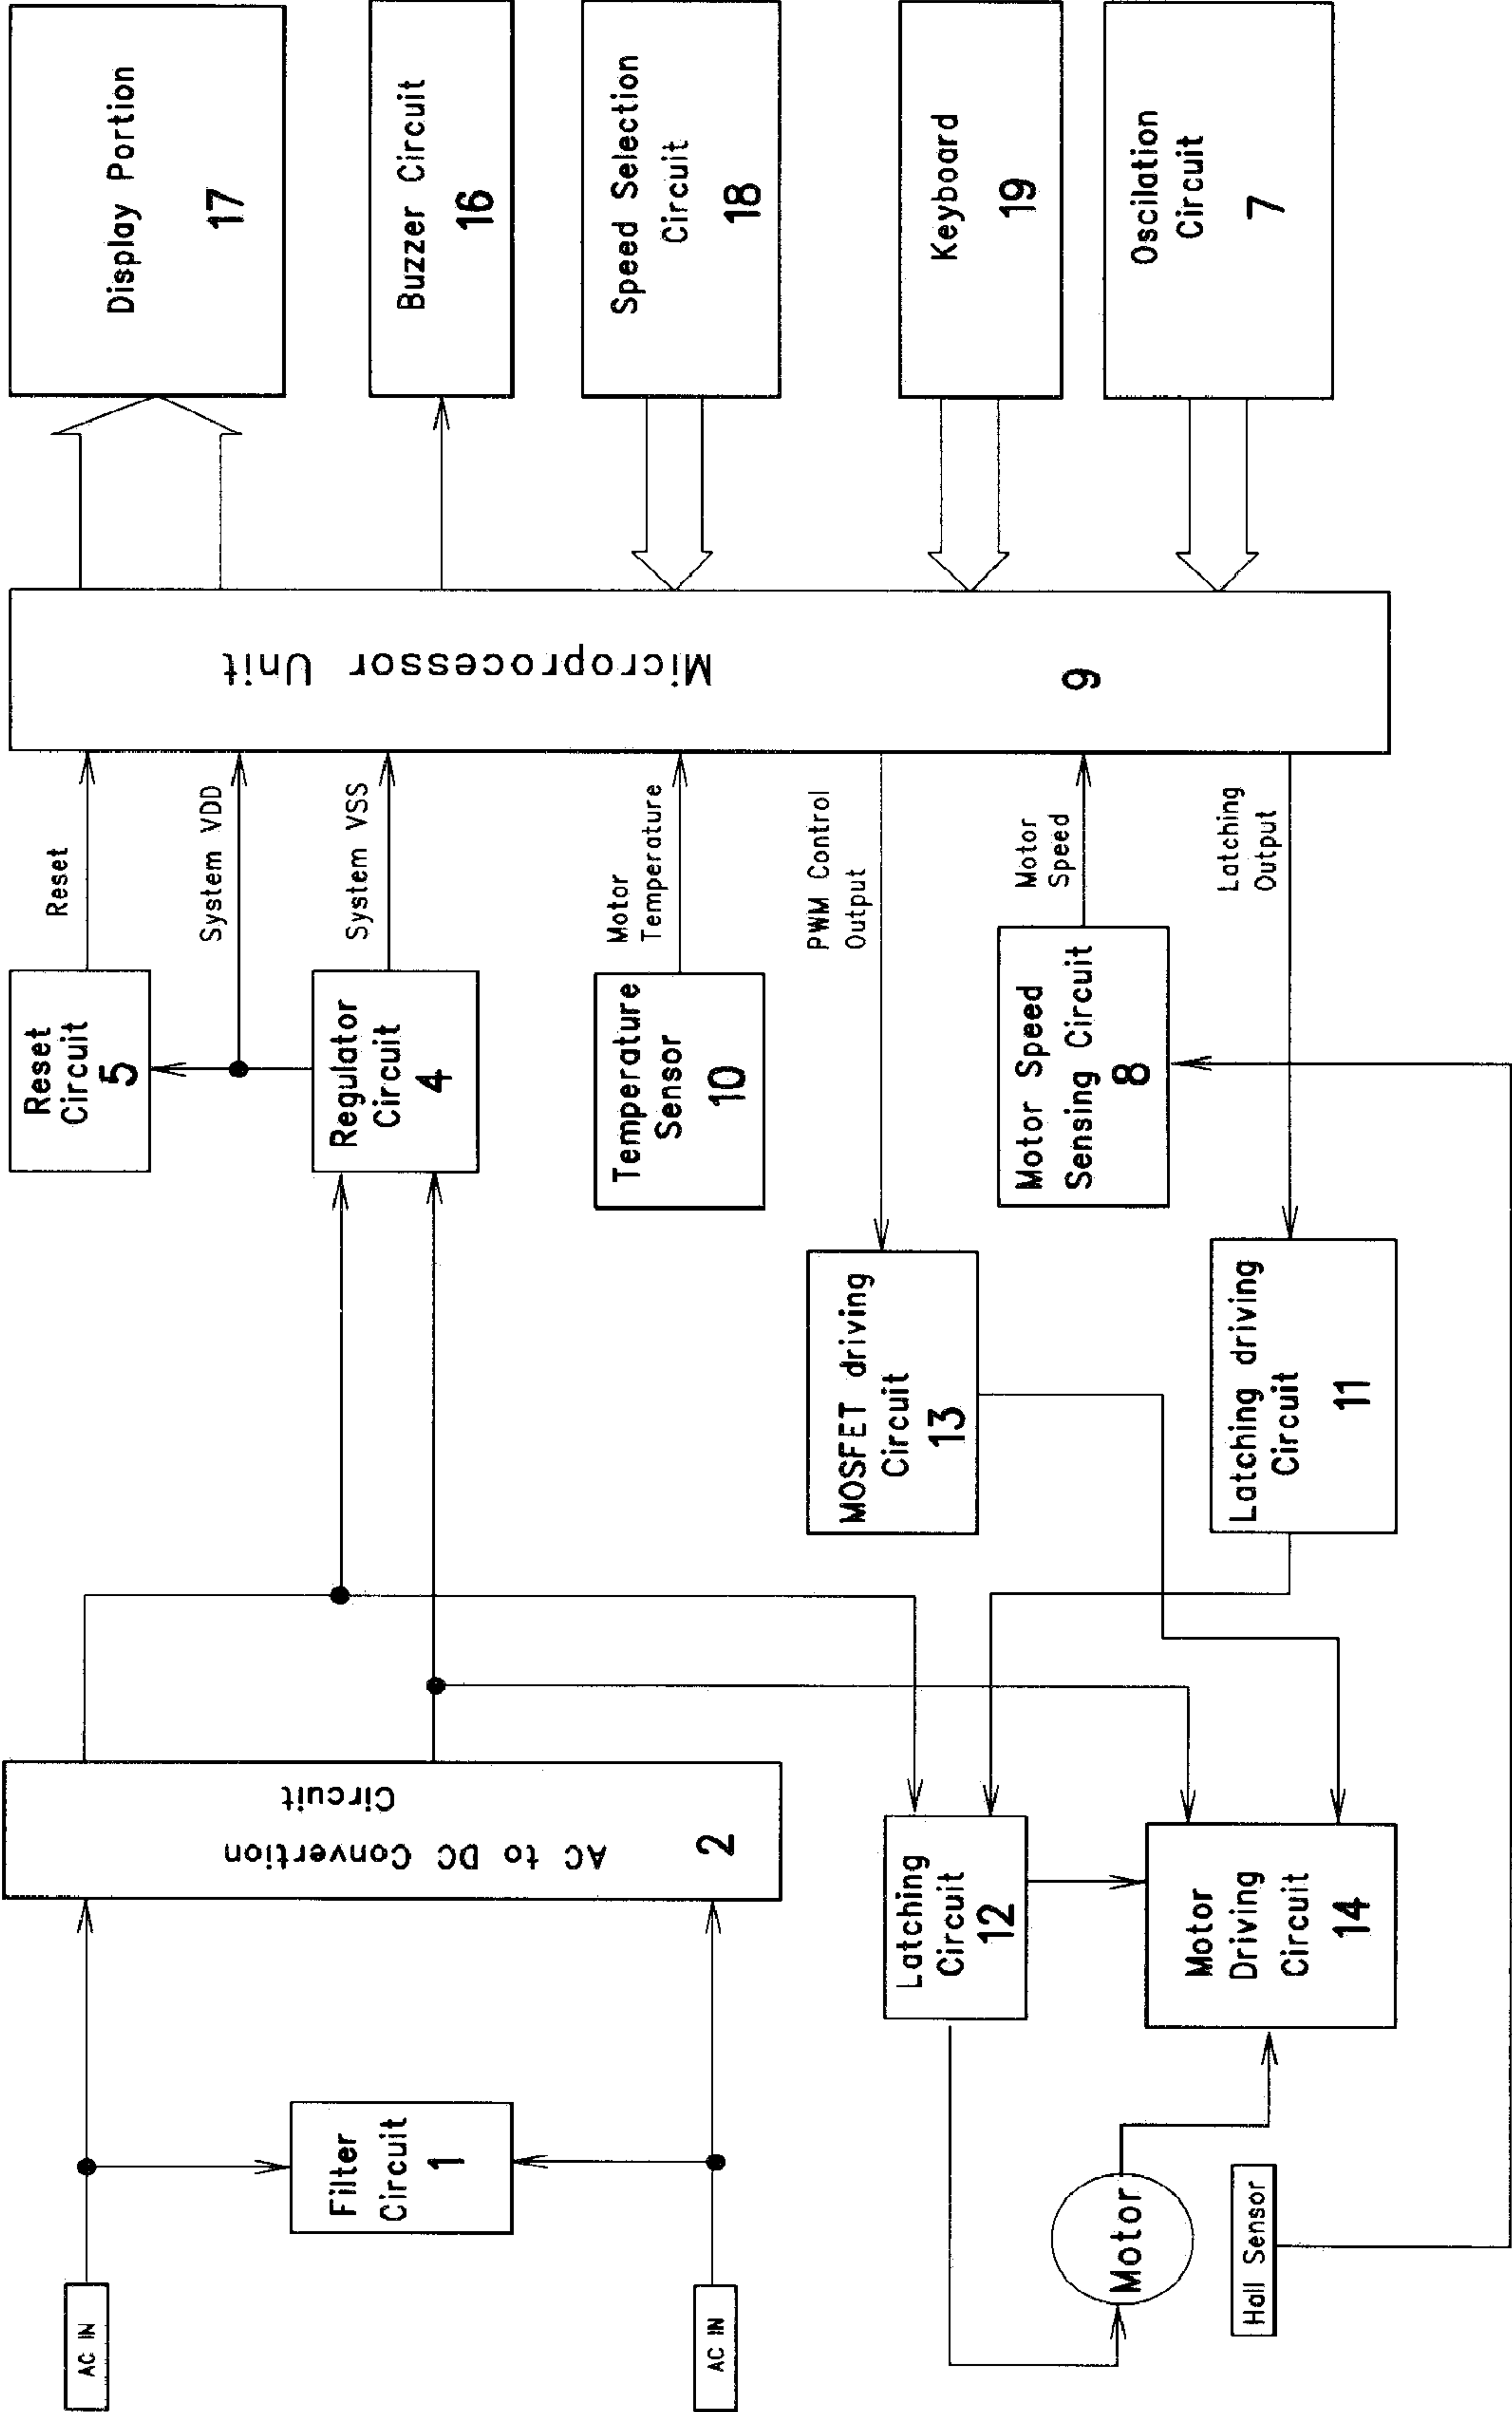 AC IN
AC IN
Filter
Circuit
1
AC to DC Convertion
Circuit
2
Reset
Circuit
5
Reset
System VDD
Regulator
Circuit
4
System VSS
Temperature
Sensor
10
Motor
Temperature
MOSFET driving
Circuit
13
PWM Control
Output
Motor Speed
Sensing Circuit
8
Motor
Speed
Latching driving
Circuit
11
Latching
Output
Latching
Circuit
12
Motor
Driving
Circuit
14
Motor
Hall Sensor
Microprocessor Unit
9
Display Portion
17
Buzzer Circuit
16
Speed Selection
Circuit
18
Keyboard
19
Oscilation
Circuit
7